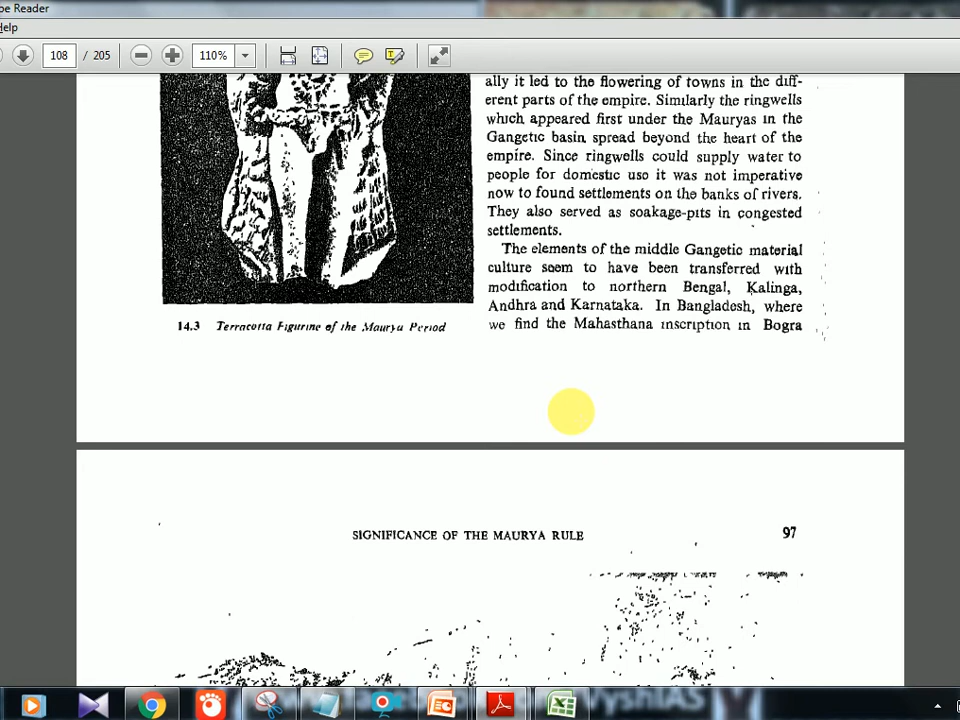 be Reader
Help
108 / 205
110%
ally it led to the flowering of towns in the diff-
erent parts of the empire. Similarly the ringwells
which appeared first under the Mauryas in the
Gangetic basin spread beyond the heart of the
empire. Since ringwells could supply water to
people for domestic use it was not imperative
now to found settlements on the banks of rivers.
They also served as soakage-pits in congested
settlements.
The elements of the middle Gangetic material
culture seem to have been transferred with
modification to northern Bengal, Kalinga,
Andhra and Karnataka. In Bangladesh, where
we find the Mahasthana inscription in Bogra
14.3 Terracotta Figurine of the Maurya Period
SIGNIFICANCE OF THE MAURYA RULE
97